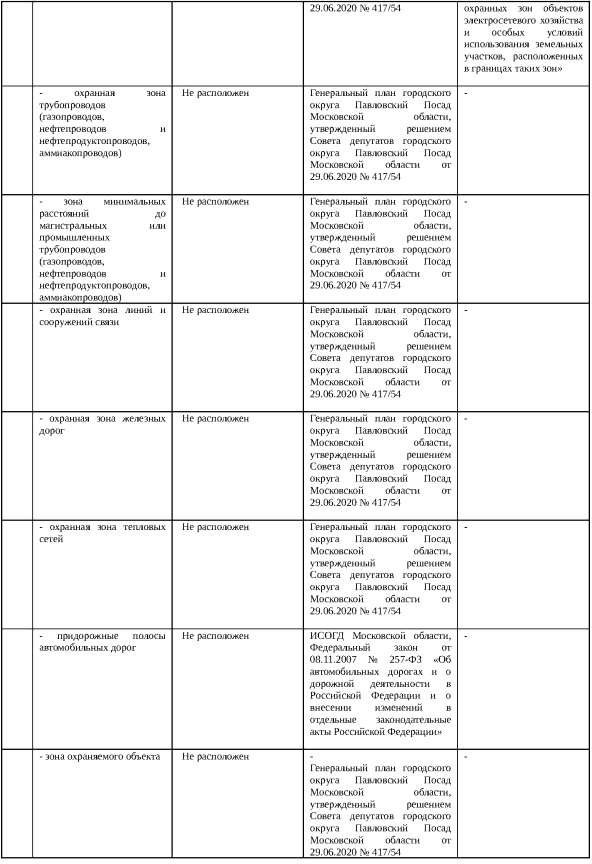 29.06.2020 № 417/54
охранных зон объектов
электросетевого хозяйства
и особых условий
использования земельных
участков, расположенных
в границах таких зон»
- охранная зона
трубопроводов
(газопроводов,
нефтепроводов и
нефтепродуктопроводов,
аммиакопроводов)
Не расположен
Генеральный план городского
округа Павловский Посад
Московской области,
утвержденный решением
Совета депутатов городского
округа Павловский Посад
Московской области от
29.06.2020 № 417/54
-
- зона минимальных
расстояний до
магистральных или
промышленных
трубопроводов
(газопроводов,
нефтепроводов и
нефтепродуктопроводов,
аммиакопроводов)
Не расположен
Генеральный план городского
округа Павловский Посад
Московской области,
утвержденный решением
Совета депутатов городского
округа Павловский Посад
Московской области от
29.06.2020 № 417/54
-
- охранная зона линий и
сооружений связи
Не расположен
Генеральный план городского
округа Павловский Посад
Московской области,
утвержденный решением
Совета депутатов городского
округа Павловский Посад
Московской области от
29.06.2020 № 417/54
-
- охранная зона железных
дорог
Не расположен
Генеральный план городского
округа Павловский Посад
Московской области,
утвержденный решением
Совета депутатов городского
округа Павловский Посад
Московской области от
29.06.2020 № 417/54
-
- охранная зона тепловых
сетей
Не расположен
Генеральный план городского
округа Павловский Посад
Московской области,
утвержденный решением
Совета депутатов городского
округа Павловский Посад
Московской области от
29.06.2020 № 417/54
-
- придорожные полосы
автомобильных дорог
Не расположен
ИСОГД Московской области,
Федеральный закон от
08.11.2007 № 257-ФЗ «Об
автомобильных дорогах и о
дорожной деятельности в
Российской Федерации и о
внесении изменений в
отдельные законодательные
акты Российской Федерации»
-
- зона охраняемого объекта
Не расположен
-
Генеральный план городского
округа Павловский Посад
Московской области,
утвержденный решением
Совета депутатов городского
округа Павловский Посад
Московской области от
29.06.2020 № 417/54
-